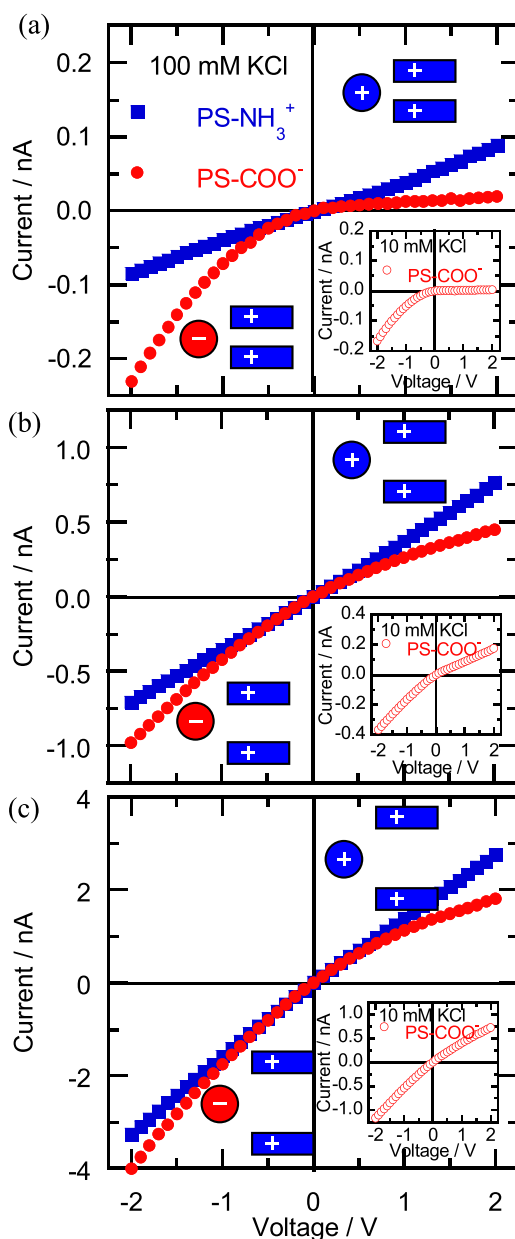 (a)
100 mM KCl
PS-NH₃⁺
PS-COO⁻
+
+
+
0.2
0.1
0.0
-0.1
-0.2
Current / nA
−
+
+
0.2
0.1
0.0
-0.1
-0.2
Current / nA
10 mM KCl
PS-COO⁻
-2 -1 0 1 2
Voltage / V
(b)
+
+
+
1.0
0.5
0.0
-0.5
-1.0
Current / nA
−
+
+
0.4
0.2
0.0
-0.2
-0.4
Current / nA
10 mM KCl
PS-COO⁻
-2 -1 0 1 2
Voltage / V
(c)
+
+
+
4
2
0
-2
-4
Current / nA
−
+
+
1.0
0.5
0.0
-0.5
-1.0
Current / nA
10 mM KCl
PS-COO⁻
-2 -1 0 1 2
Voltage / V
-2 -1 0 1 2
Voltage / V